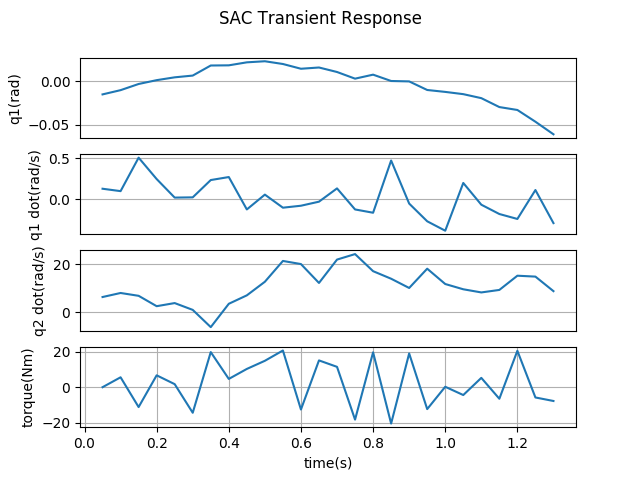 SAC Transient Response
0.00
−0.05
q1(rad)
0.5
0.0
q1 dot(rad/s)
20
0
q2 dot(rad/s)
20
0
−20
torque(Nm)
0.0 0.2 0.4 0.6 0.8 1.0 1.2
time(s)